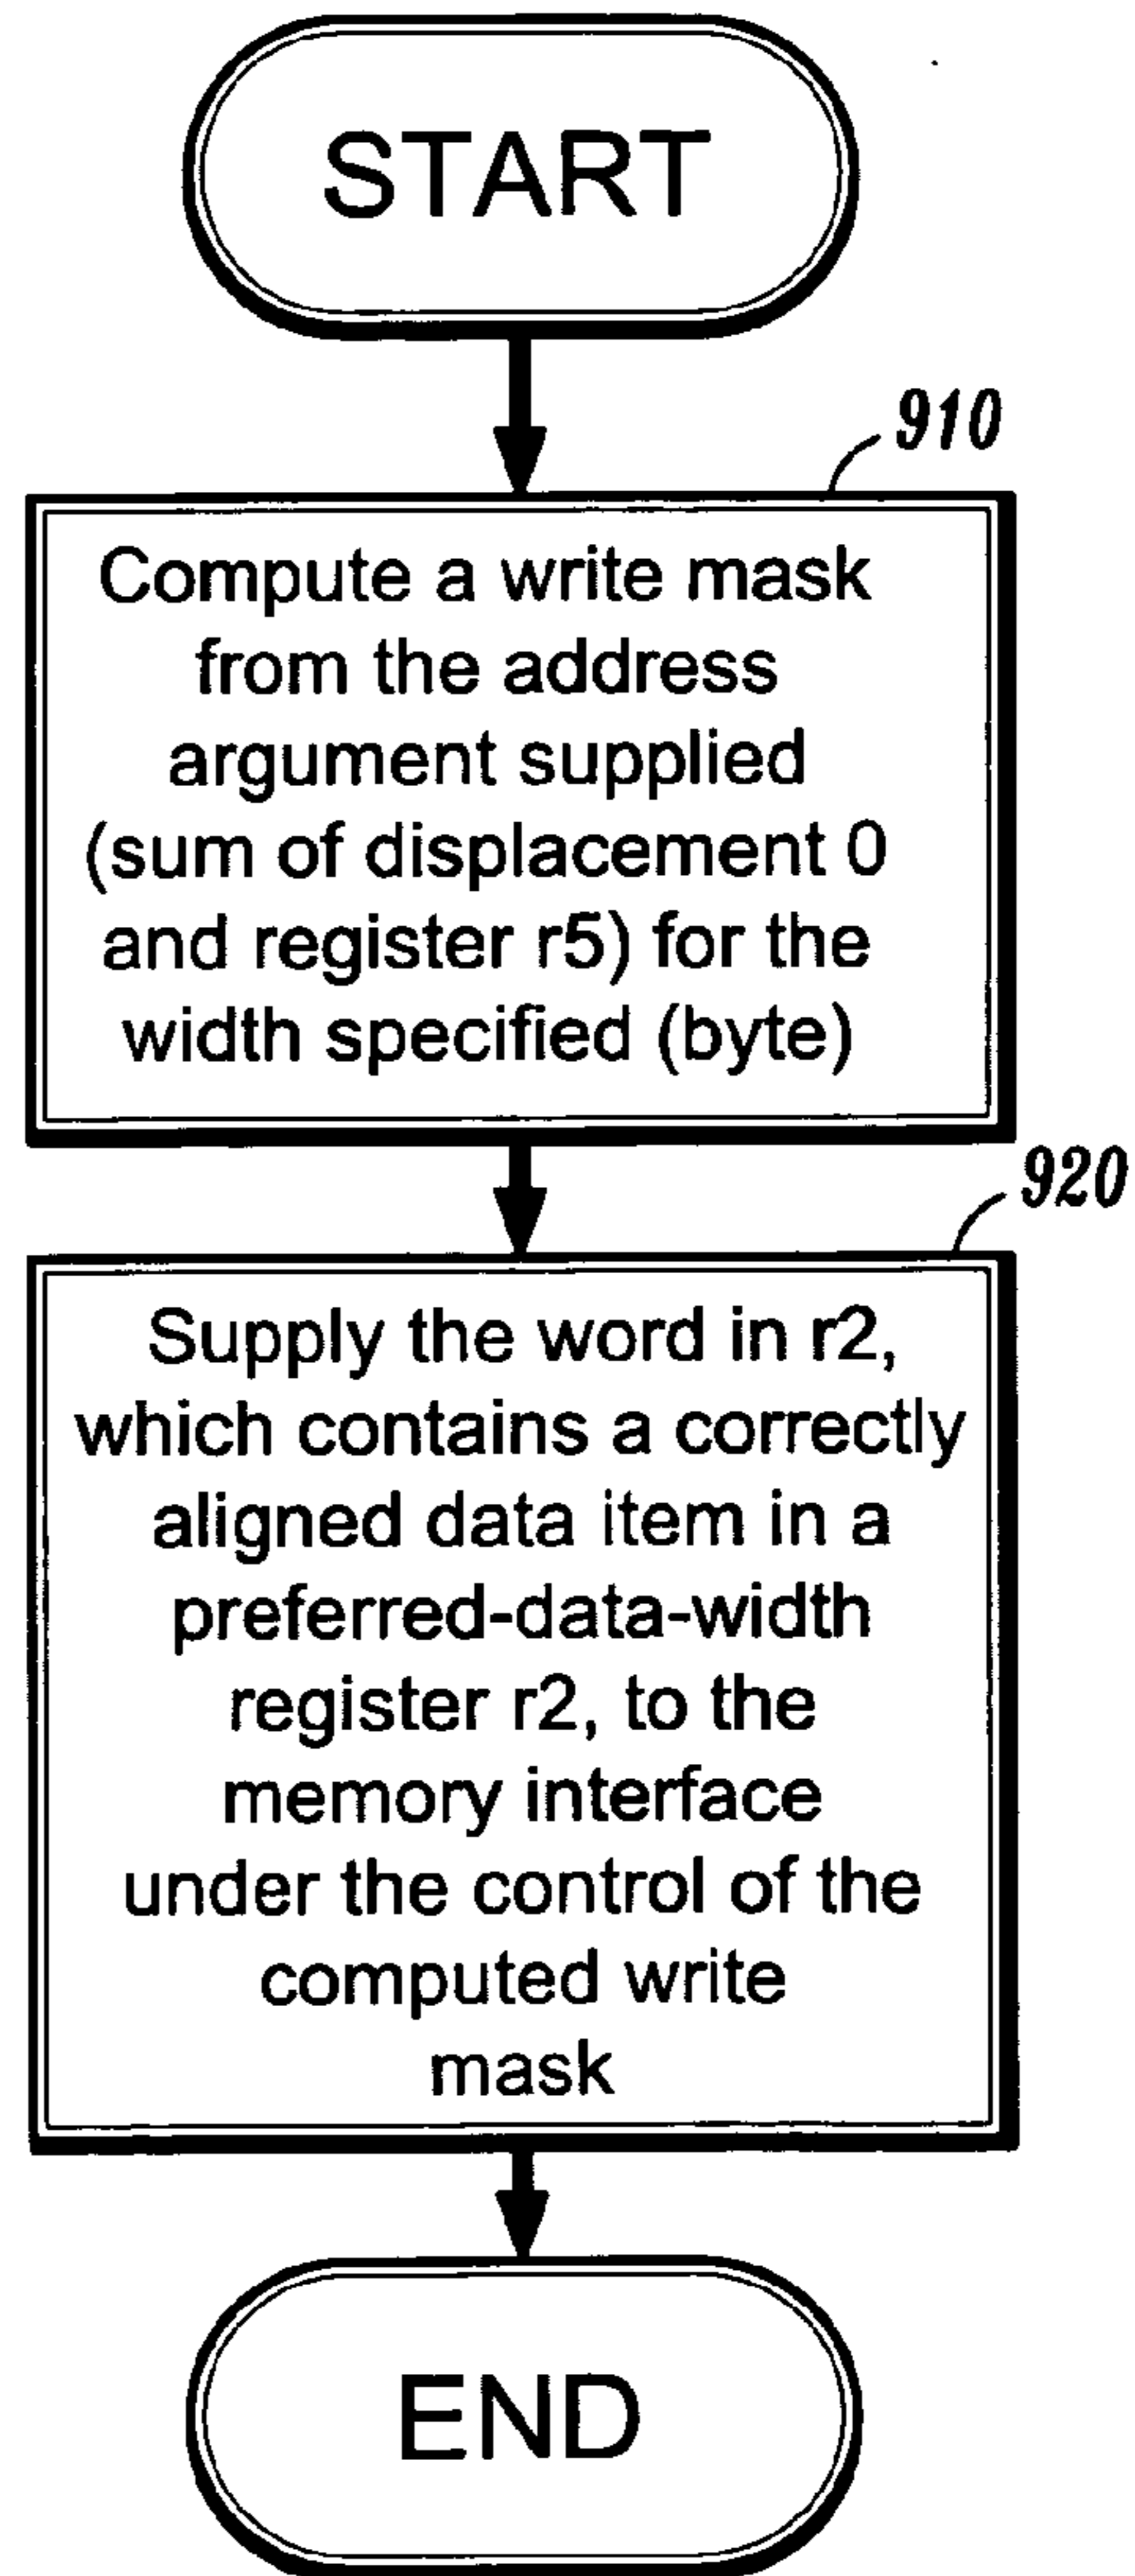 START
910
Compute a write mask
from the address
argument supplied
(sum of displacement 0
and register r5) for the
width specified (byte)
920
Supply the word in r2,
which contains a correctly
aligned data item in a
preferred-data-width
register r2, to the
memory interface
under the control of the
computed write
mask
END